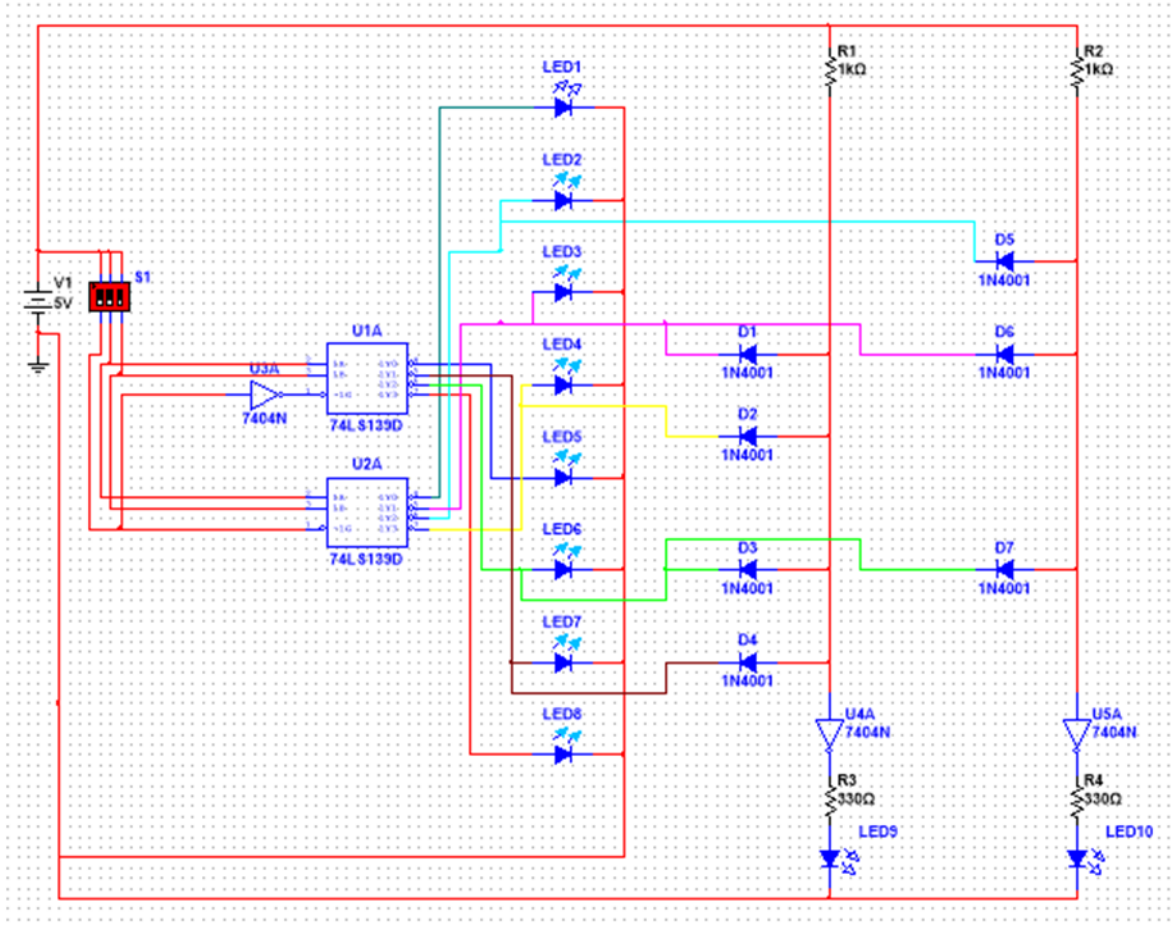 R1
1kΩ
R2
1kΩ
LED1
LED2
LED3
LED4
LED5
LED6
LED7
LED8
V1
5V
S1
U1A
74LS139D
U3A
7404N
U2A
74LS139D
D1
1N4001
D2
1N4001
D3
1N4001
D4
1N4001
D5
1N4001
D6
1N4001
D7
1N4001
U4A
7404N
U5A
7404N
R3
330Ω
R4
330Ω
LED9
LED10